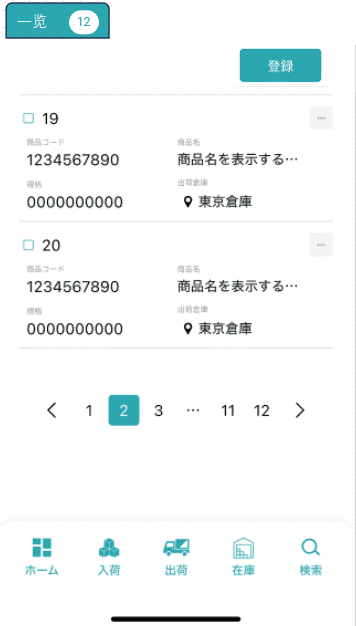 一览 12
登録
19
...
商品コード 商品名
1234567890 商品名を表示する…
規格 出荷倉庫
0000000000 東京倉庫
20
...
商品コード 商品名
1234567890 商品名を表示する…
規格 出荷倉庫
0000000000 東京倉庫
< 1 2 3 … 11 12 >
ホーム 入荷 出荷 在庫 検索